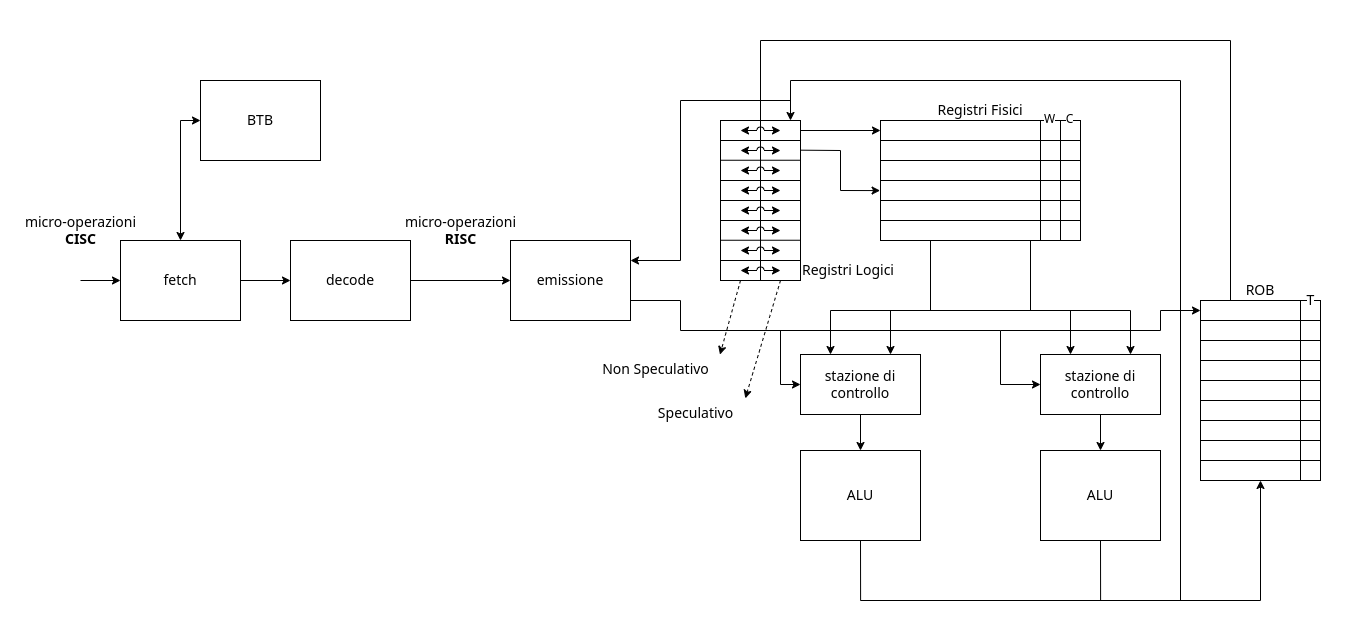 Registri Fisici
W
C
BTB
micro-operazioni
CISC
micro-operazioni
RISC
fetch
decode
emissione
Registri Logici
ROB
T
Non Speculativo
Speculativo
stazione di
controllo
stazione di
controllo
ALU
ALU